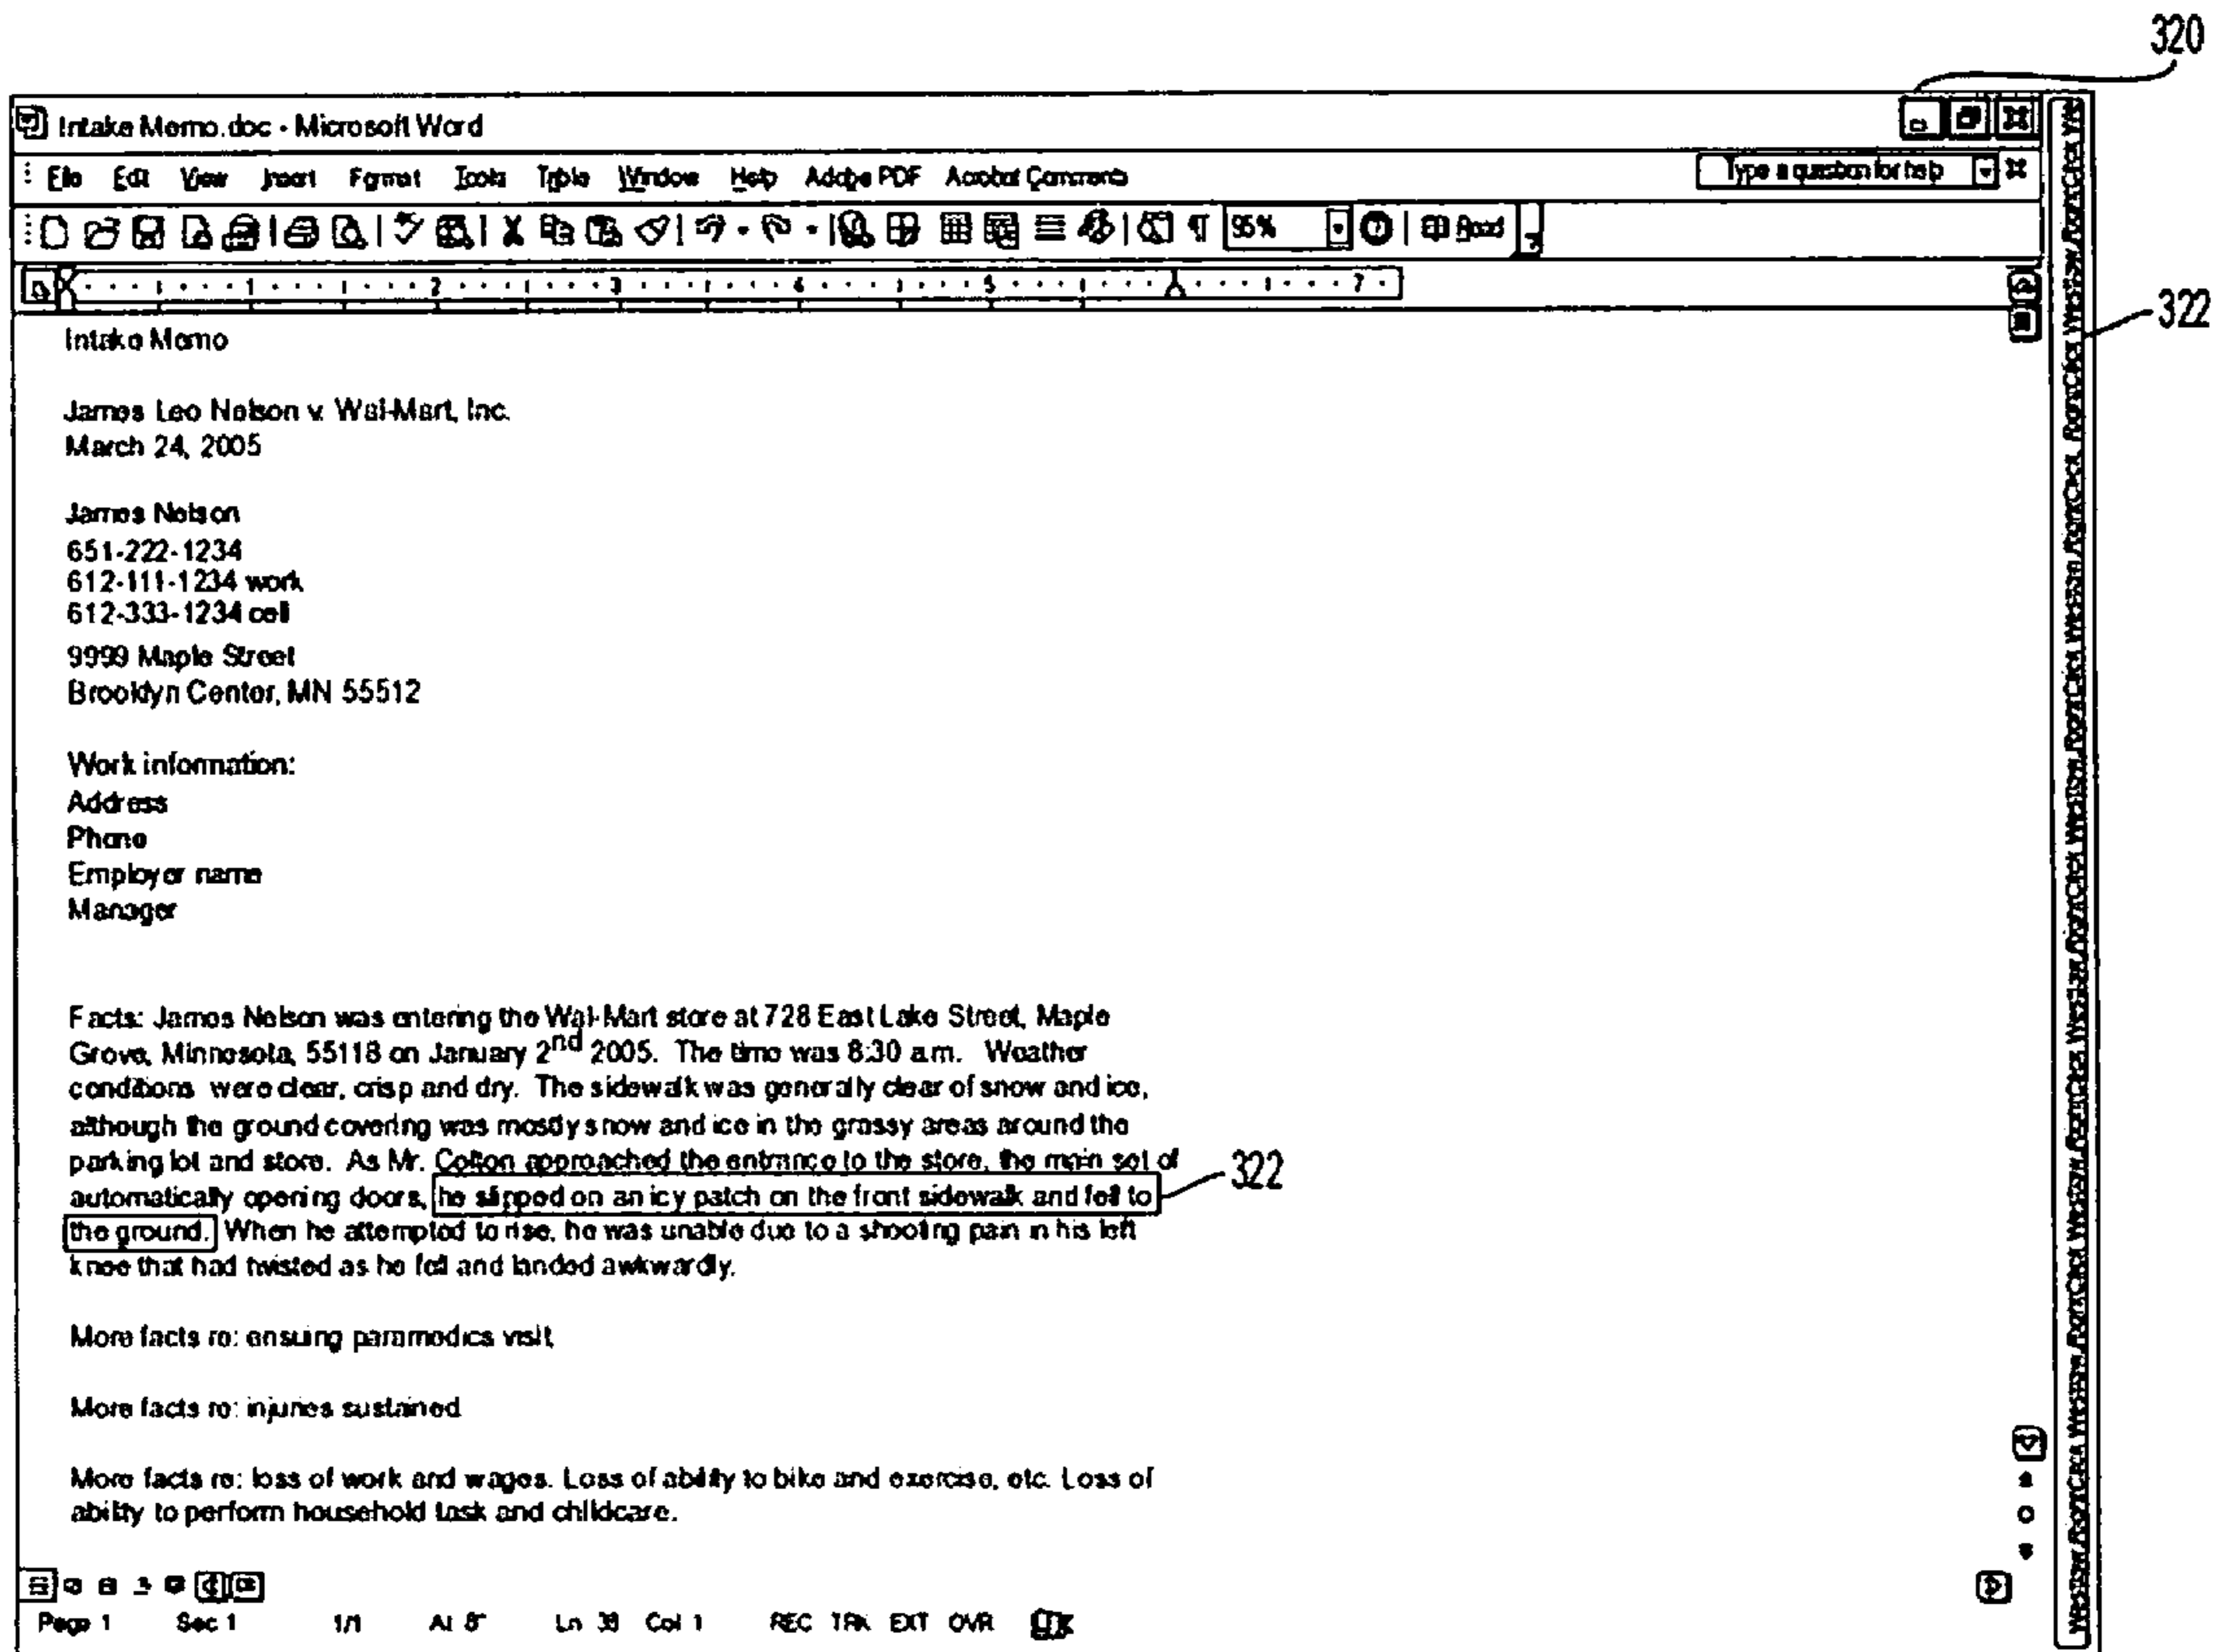 320
Intake Memo.doc - Microsoft Word
File Edit View Insert Format Tools Table Window Help Adobe PDF Acrobat Comments Type a question for help
95% Read
1 2 3 4 5 7
322
Intake Memo
James Leo Nelson v. Wal-Mart, Inc.
March 24, 2005
James Nelson
651-222-1234
612-111-1234 work
612-333-1234 cell
9999 Maple Street
Brooklyn Center, MN 55512
Work information:
Address
Phone
Employer name
Manager
Facts: James Nelson was entering the Wal-Mart store at 728 East Lake Street, Maple
Grove, Minnesota, 55118 on January 2nd 2005. The time was 8:30 a.m. Weather
conditions were clear, crisp and dry. The sidewalk was generally clear of snow and ice,
although the ground covering was mostly snow and ice in the grassy areas around the
parking lot and store. As Mr. Colton approached the entrance to the store, the main set of
automatically opening doors, he slipped on an icy patch on the front sidewalk and fell to
322
the ground. When he attempted to rise, he was unable due to a shooting pain in his left
knee that had twisted as he fell and landed awkwardly.
More facts re: ensuing paramedics visit,
More facts re: injuries sustained
More facts re: loss of work and wages. Loss of ability to bike and exercise, etc. Loss of
ability to perform household task and childcare.
Page 1 Sec 1 1/1 At 8" Ln 38 Col 1 REC TRK EXT OVR